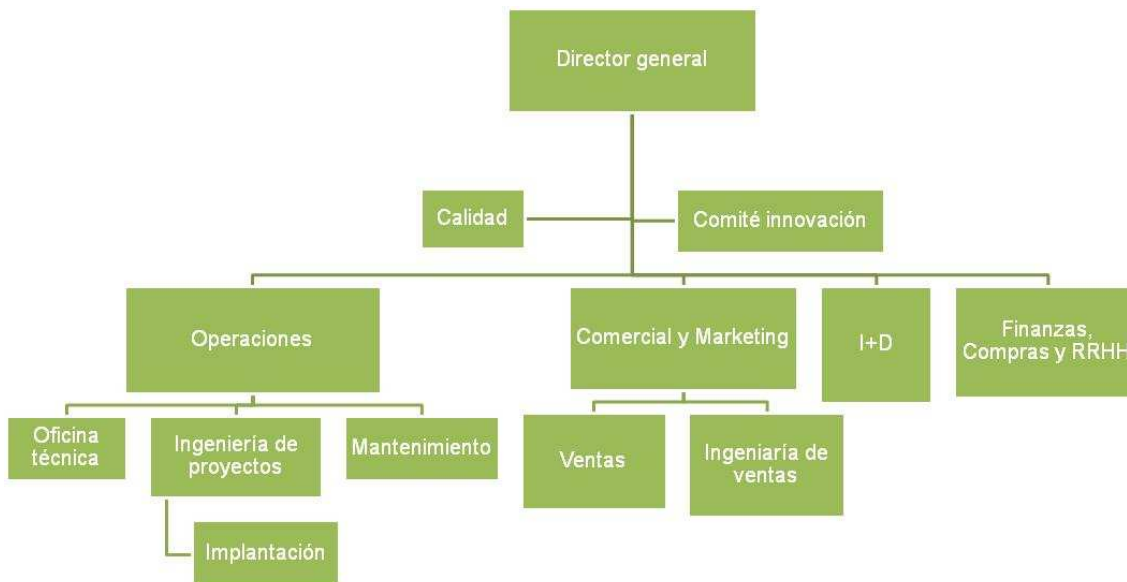 Director general
Calidad
Comité innovación
Operaciones
Comercial y Marketing
I+D
Finanzas,
Compras y RRHH
Oficina
técnica
Ingeniería de
proyectos
Mantenimiento
Ventas
Ingeniaría de
ventas
Implantación